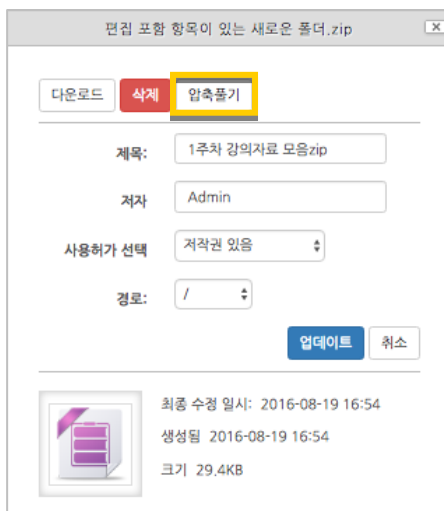 편집 포함 항목이 있는 새로운 폴더.zip
다운로드 삭제 압축풀기
제목: 1주차 강의자료 모음zip
저자 Admin
사용허가 선택 저작권 있음
경로: /
업데이트 취소
최종 수정 일시: 2016-08-19 16:54
생성됨 2016-08-19 16:54
크기 29.4KB